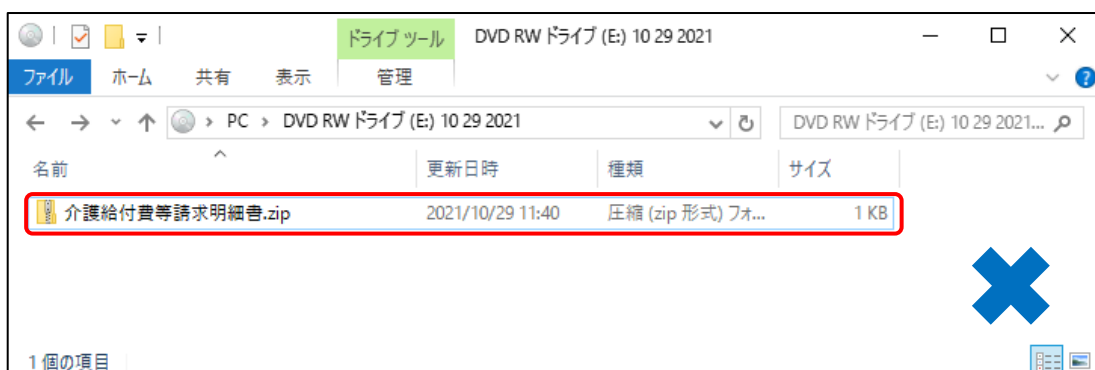 ドライブ ツール DVD RW ドライブ (E:) 10 29 2021
ファイル ホーム 共有 表示 管理
PC > DVD RW ドライブ (E:) 10 29 2021 DVD RW ドライブ (E:) 10 29 2021...
名前 更新日時 種類 サイズ
介護給付費等請求明細書.zip 2021/10/29 11:40 圧縮 (zip 形式) フォ... 1 KB
1 個の項目